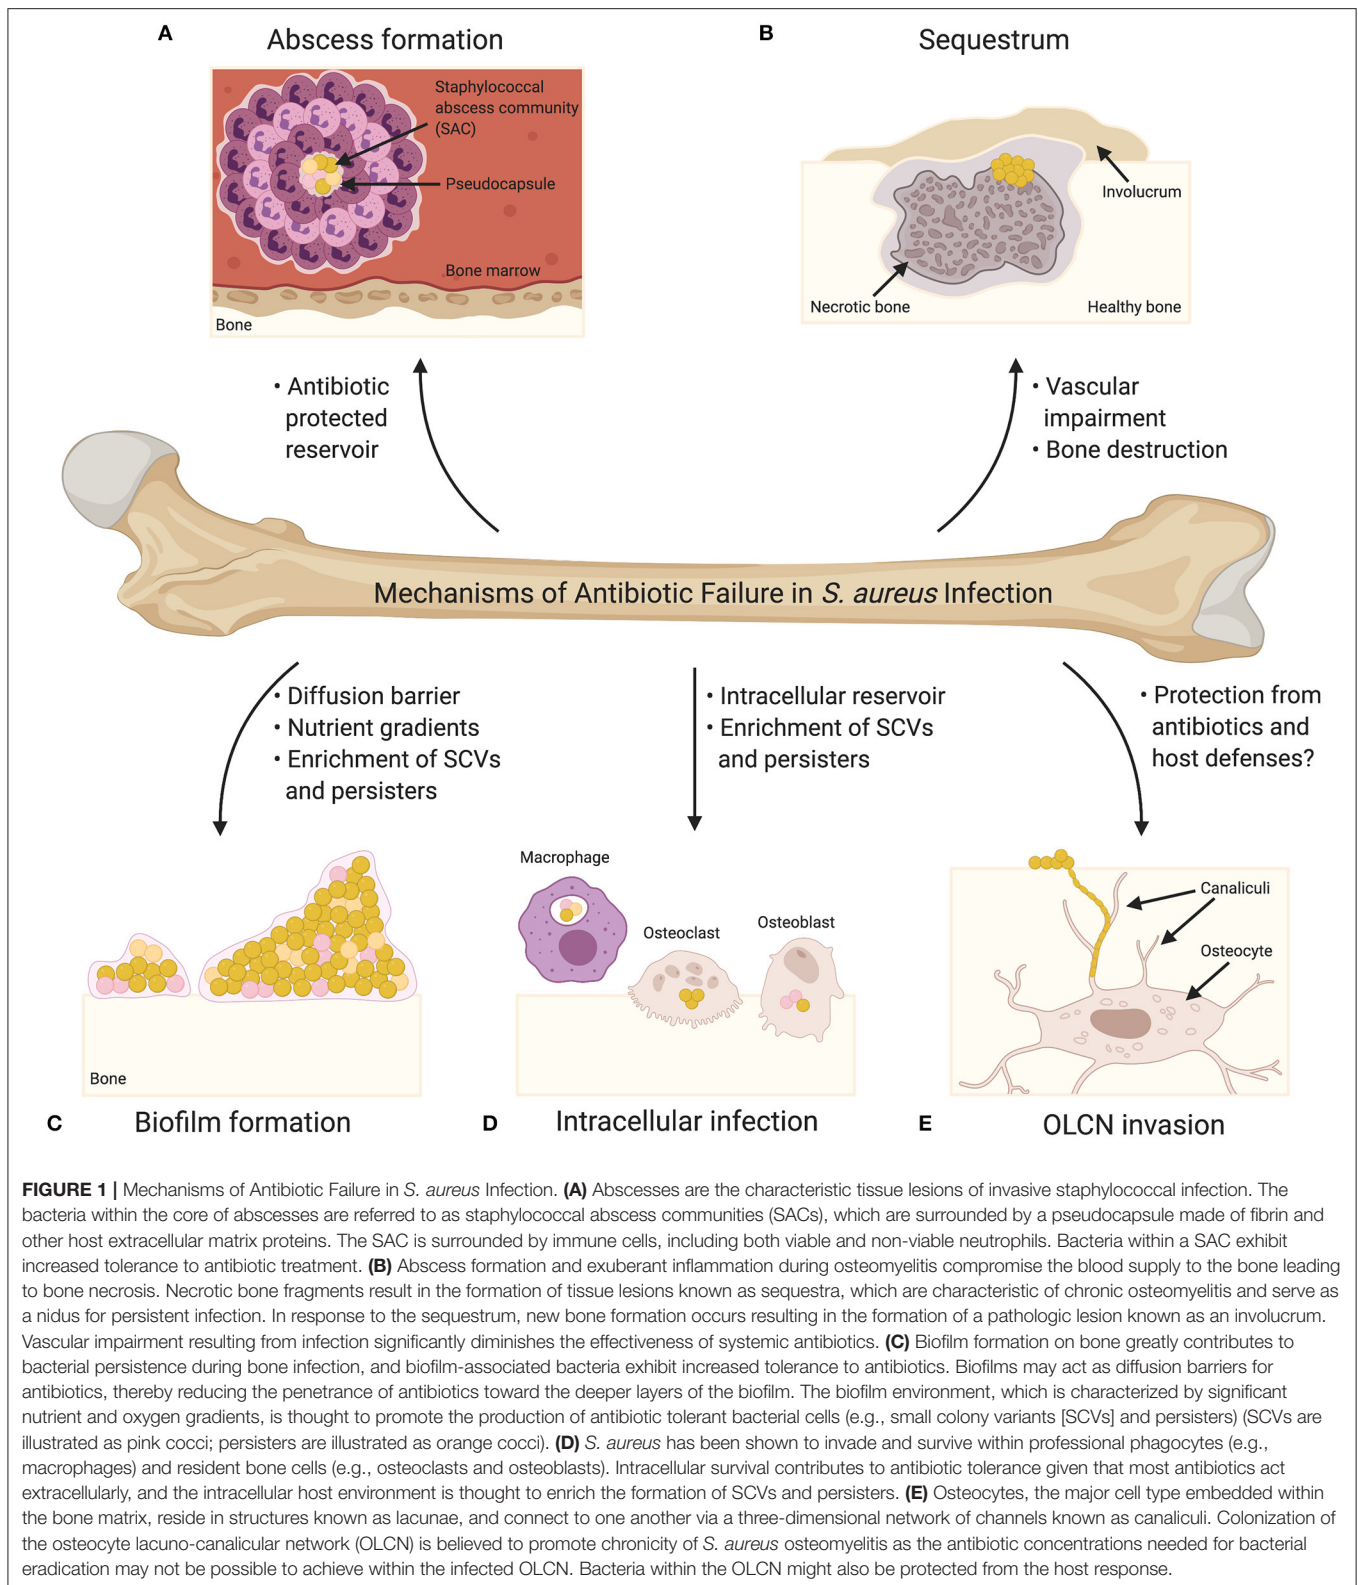 A
Abscess formation
Staphylococcal
abscess community
(SAC)
Pseudocapsule
Bone marrow
Bone
B
Sequestrum
Involucrum
Necrotic bone
Healthy bone
• Antibiotic
protected
reservoir
• Vascular
impairment
• Bone destruction
Mechanisms of Antibiotic Failure in S. aureus Infection
• Diffusion barrier
• Nutrient gradients
• Enrichment of SCVs
and persisters
• Intracellular reservoir
• Enrichment of SCVs
and persisters
• Protection from
antibiotics and
host defenses?
Bone
C
Biofilm formation
Macrophage
Osteoclast
Osteoblast
D
Intracellular infection
Canaliculi
Osteocyte
E
OLCN invasion
FIGURE 1 | Mechanisms of Antibiotic Failure in S. aureus Infection. (A) Abscesses are the characteristic tissue lesions of invasive staphylococcal infection. The
bacteria within the core of abscesses are referred to as staphylococcal abscess communities (SACs), which are surrounded by a pseudocapsule made of fibrin and
other host extracellular matrix proteins. The SAC is surrounded by immune cells, including both viable and non-viable neutrophils. Bacteria within a SAC exhibit
increased tolerance to antibiotic treatment. (B) Abscess formation and exuberant inflammation during osteomyelitis compromise the blood supply to the bone leading
to bone necrosis. Necrotic bone fragments result in the formation of tissue lesions known as sequestra, which are characteristic of chronic osteomyelitis and serve as
a nidus for persistent infection. In response to the sequestrum, new bone formation occurs resulting in the formation of a pathologic lesion known as an involucrum.
Vascular impairment resulting from infection significantly diminishes the effectiveness of systemic antibiotics. (C) Biofilm formation on bone greatly contributes to
bacterial persistence during bone infection, and biofilm-associated bacteria exhibit increased tolerance to antibiotics. Biofilms may act as diffusion barriers for
antibiotics, thereby reducing the penetrance of antibiotics toward the deeper layers of the biofilm. The biofilm environment, which is characterized by significant
nutrient and oxygen gradients, is thought to promote the production of antibiotic tolerant bacterial cells (e.g., small colony variants [SCVs] and persisters) (SCVs are
illustrated as pink cocci; persisters are illustrated as orange cocci). (D) S. aureus has been shown to invade and survive within professional phagocytes (e.g.,
macrophages) and resident bone cells (e.g., osteoclasts and osteoblasts). Intracellular survival contributes to antibiotic tolerance given that most antibiotics act
extracellularly, and the intracellular host environment is thought to enrich the formation of SCVs and persisters. (E) Osteocytes, the major cell type embedded within
the bone matrix, reside in structures known as lacunae, and connect to one another via a three-dimensional network of channels known as canaliculi. Colonization of
the osteocyte lacuno-canalicular network (OLCN) is believed to promote chronicity of S. aureus osteomyelitis as the antibiotic concentrations needed for bacterial
eradication may not be possible to achieve within the infected OLCN. Bacteria within the OLCN might also be protected from the host response.